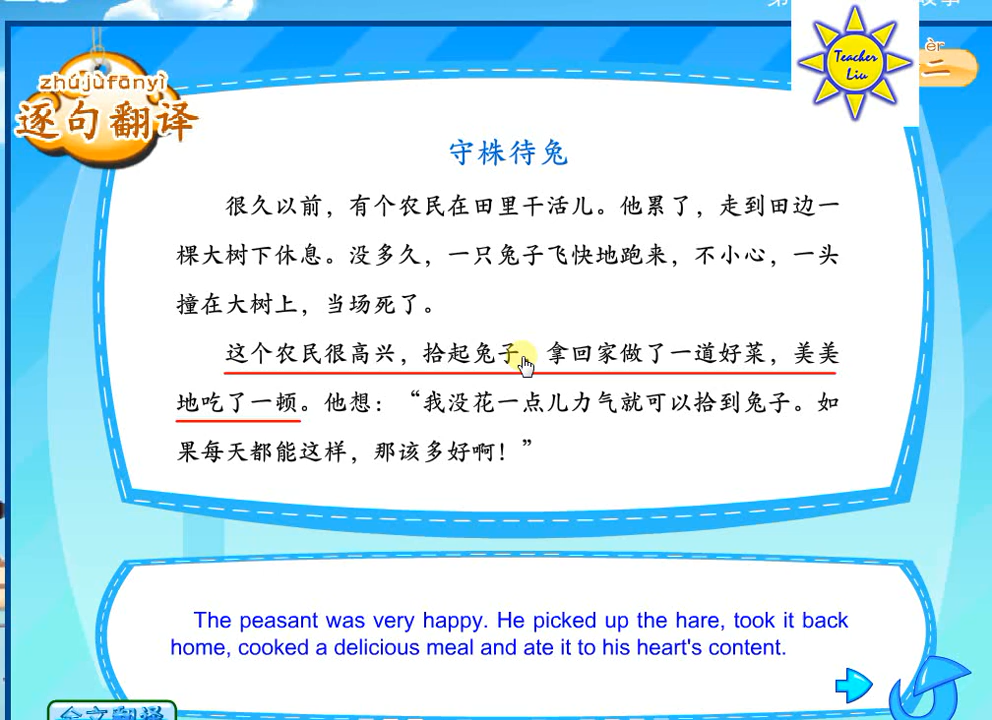 èr
二
Teacher
Liu
zhújùfānyì
逐句翻译
守株待兔
很久以前，有个农民在田里干活儿。他累了，走到田边一
棵大树下休息。没多久，一只兔子飞快地跑来，不小心，一头
撞在大树上，当场死了。
这个农民很高兴，拾起兔子，拿回家做了一道好菜，美美
地吃了一顿。他想：“我没花一点儿力气就可以拾到兔子。如
果每天都能这样，那该多好啊！”
The peasant was very happy. He picked up the hare, took it back
home, cooked a delicious meal and ate it to his heart's content.
全文翻译